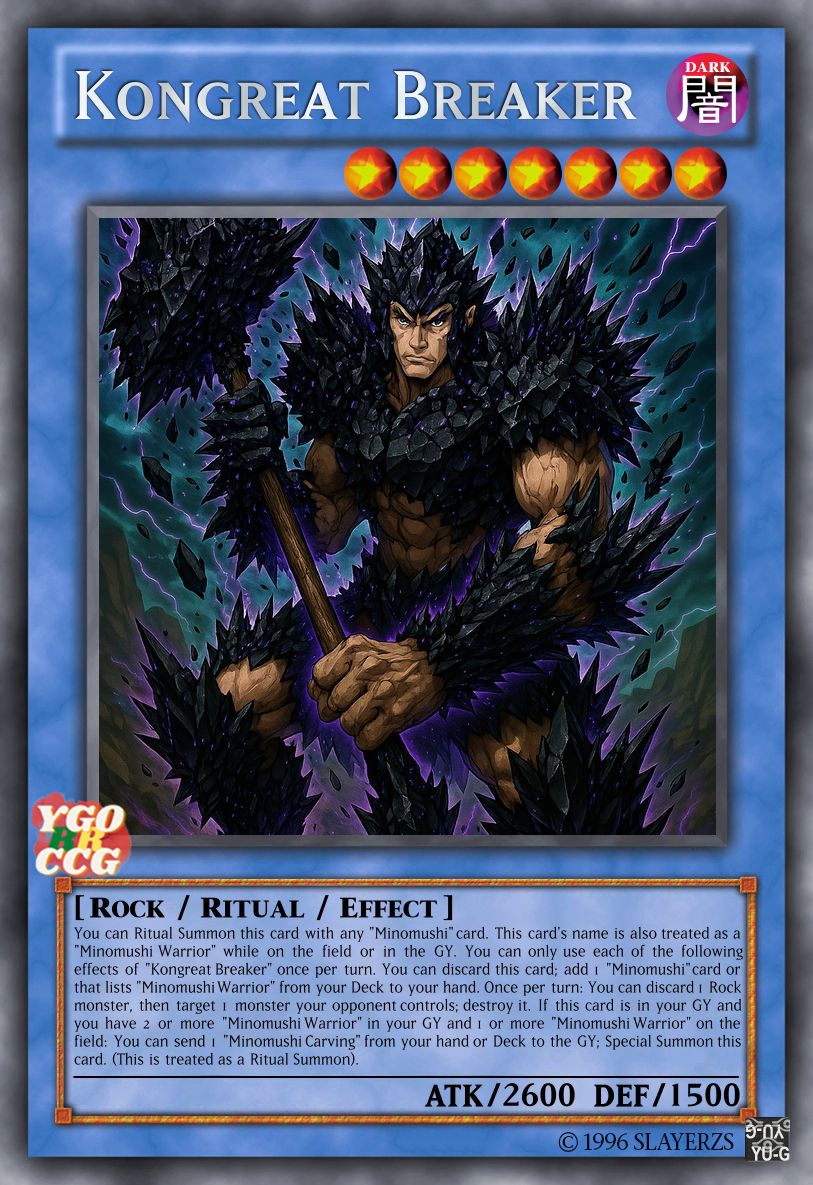 Kongreat Breaker
DARK
闇
YGO
RR
CCG
[ Rock / Ritual / Effect ]
You can Ritual Summon this card with any "Minomushi" card. This card's name is also treated as a
"Minomushi Warrior" while on the field or in the GY. You can only use each of the following
effects of "Kongreat Breaker" once per turn. You can discard this card; add 1 "Minomushi" card or
that lists "Minomushi Warrior" from your Deck to your hand. Once per turn: You can discard 1 Rock
monster, then target 1 monster your opponent controls; destroy it. If this card is in your GY and
you have 2 or more "Minomushi Warrior" in your GY and 1 or more "Minomushi Warrior" on the
field: You can send 1 "Minomushi Carving" from your hand or Deck to the GY; Special Summon this
card. (This is treated as a Ritual Summon).
ATK/2600 DEF/1500
© 1996 SLAYERZS
YU-G